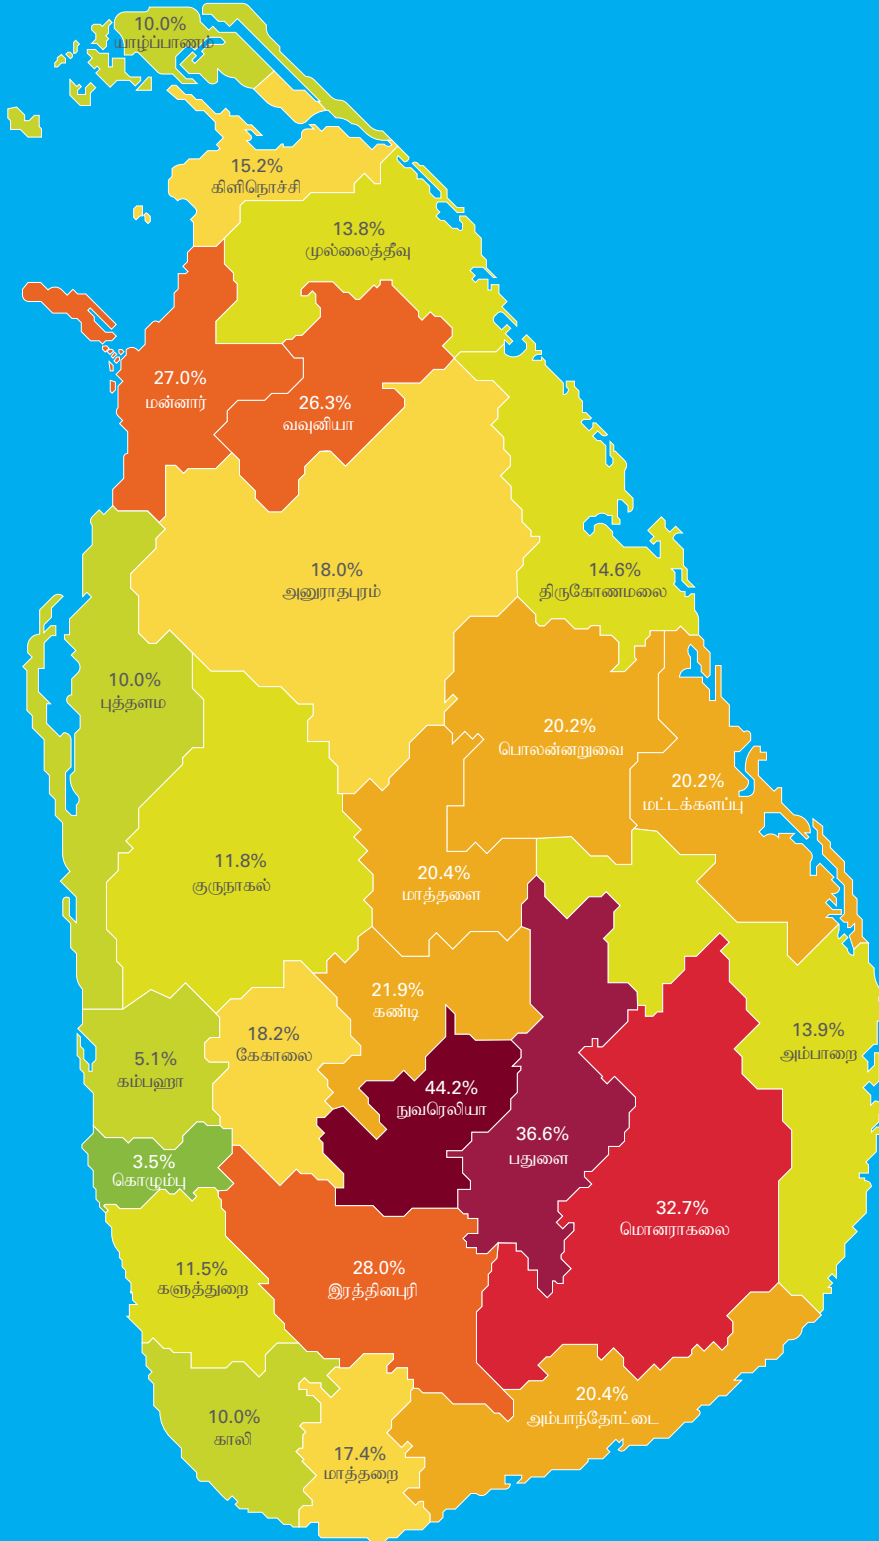 10.0%
யாழ்ப்பாணம்
15.2%
கிளிநொச்சி
13.8%
முல்லைத்தீவு
27.0%
மன்னார்
26.3%
வவுனியா
18.0%
அனுராதபுரம்
14.6%
திருகோணமலை
10.0%
புத்தளம
20.2%
பொலன்னறுவை
20.2%
மட்டக்களப்பு
11.8%
குருநாகல்
20.4%
மாத்தளை
21.9%
கண்டி
18.2%
கேகாலை
13.9%
அம்பாறை
5.1%
கம்பஹா
44.2%
நுவரெலியா
36.6%
பதுளை
3.5%
கொழும்பு
32.7%
மொனராகலை
11.5%
களுத்துறை
28.0%
இரத்தினபுரி
20.4%
அம்பாந்தோட்டை
10.0%
காலி
17.4%
மாத்தறை